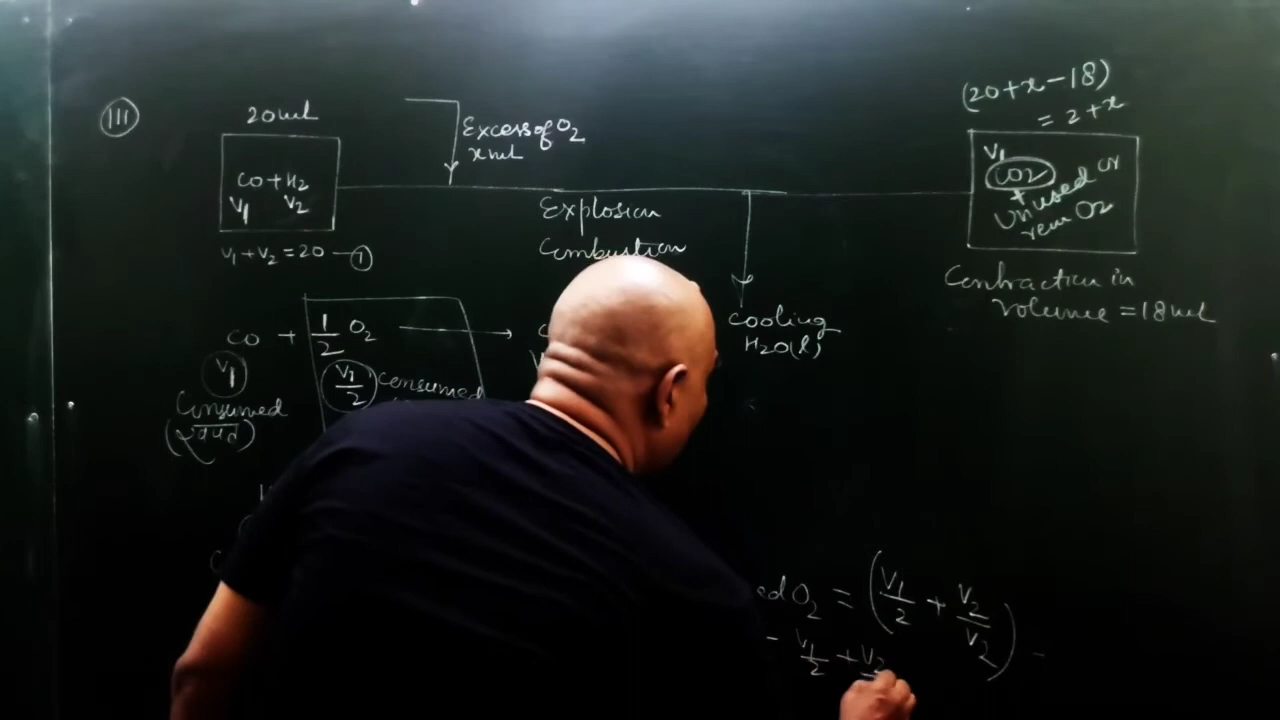 III
20ml
CO + H2
V1 V2
V1 + V2 = 20 — 1
Excess of O2
x ml
Explosion
Combustion
(20 + x − 18)
= 2 + x
V1
CO2
+
Unused or
rem O2
Contraction in
volume = 18 ml
Cooling
H2O(l)
CO + 1/2 O2
V1
V1/2 Consumed
Consumed
ed O2 = (V1/2 + V2/V2) -
- V1/2 + V2